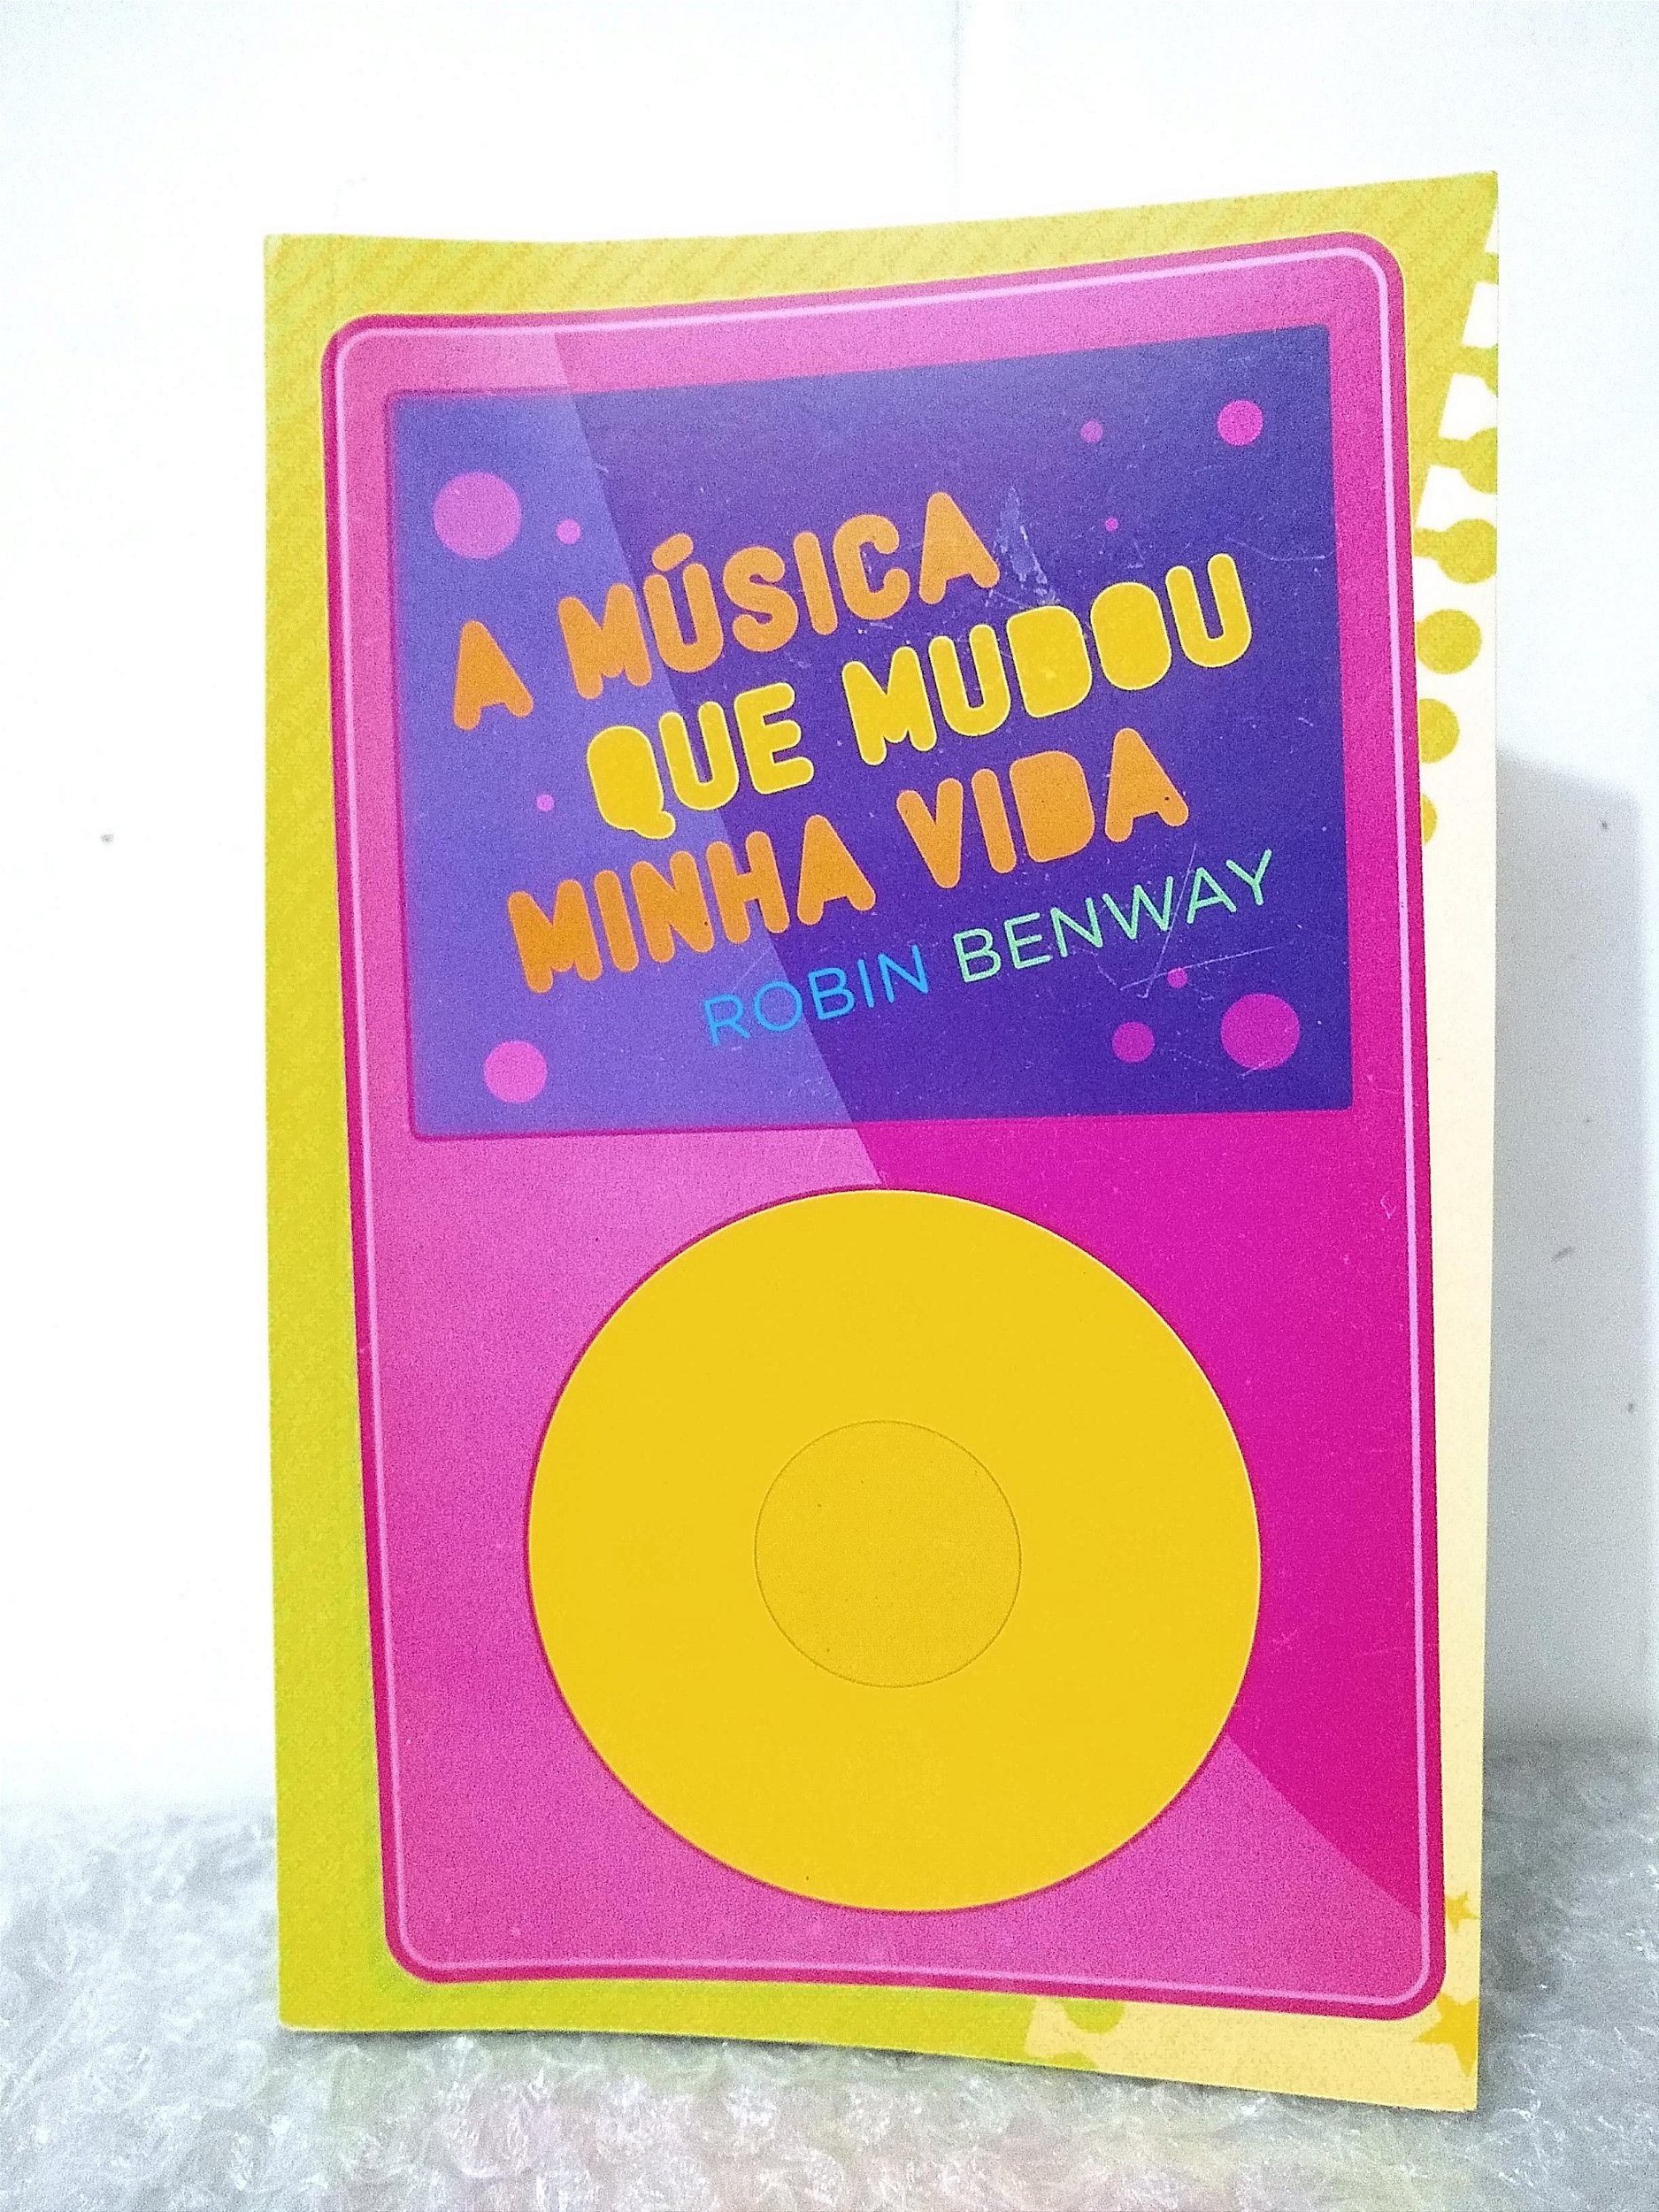 A MÚSICA
QUE MUDOU
MINHA VIDA
ROBIN BENWAY